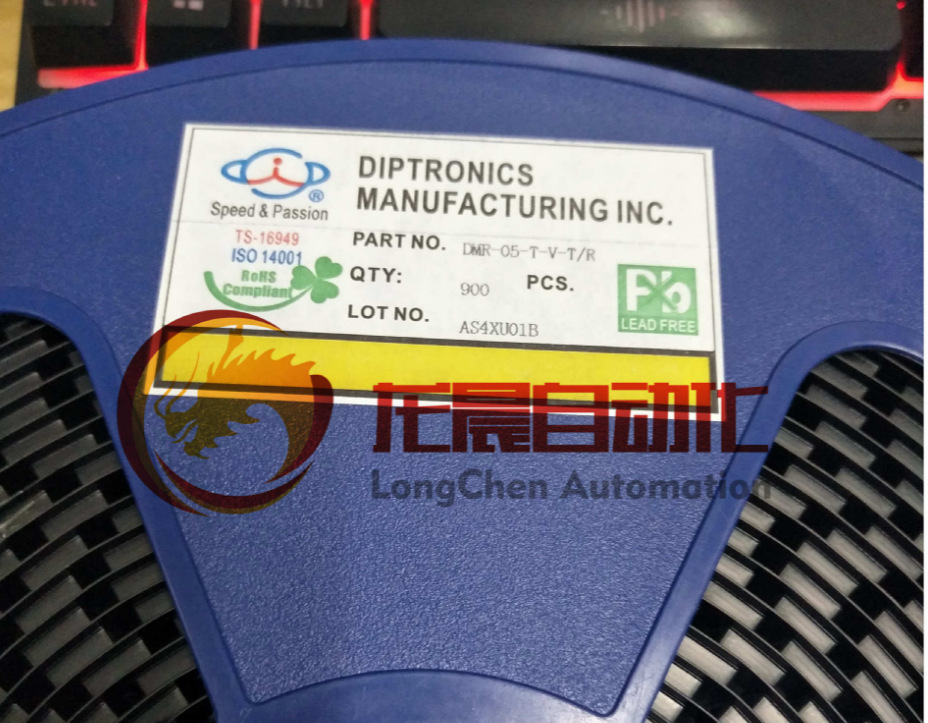 DIPTRONICS
MANUFACTURING INC.
Speed & Passion
®
TS-16949
ISO 14001
RoHS
Compliant
PART NO. DMR-05-T-V-T/R
QTY: 900 PCS.
LOT NO. AS4XU01B
Pb
LEAD FREE
龙晨自动化
LongChen Automation